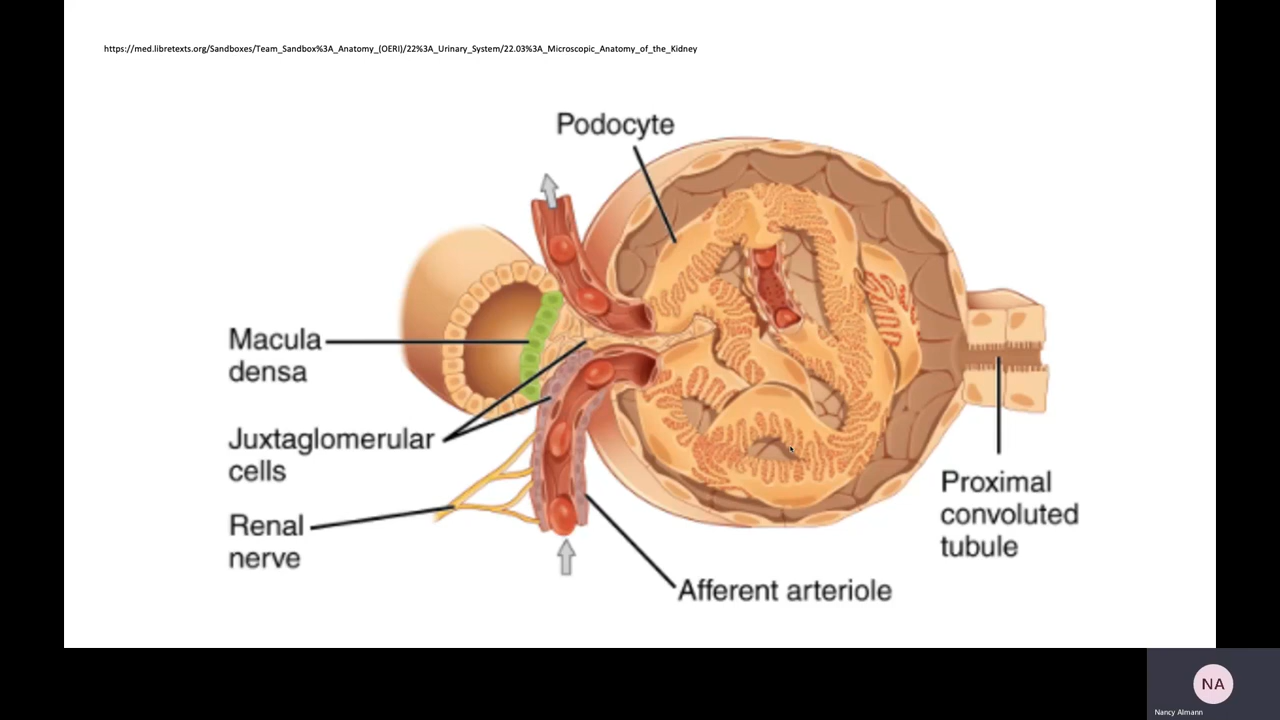 https://med.libretexts.org/Sandboxes/Team_Sandbox%3A_Anatomy_(OERI)/22%3A_Urinary_System/22.03%3A_Microscopic_Anatomy_of_the_Kidney
Podocyte
Macula
densa
Juxtaglomerular
cells
Renal
nerve
Proximal
convoluted
tubule
Afferent arteriole
NA
Nancy Almann